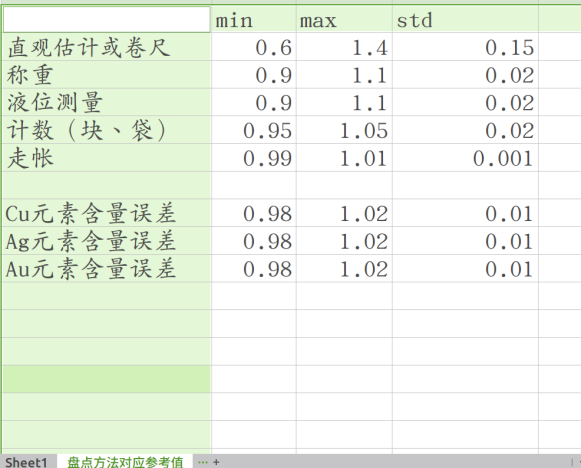 min max std
直观估计或卷尺 0.6 1.4 0.15
称重 0.9 1.1 0.02
液位测量 0.9 1.1 0.02
计数（块、袋） 0.95 1.05 0.02
走帐 0.99 1.01 0.001
Cu元素含量误差 0.98 1.02 0.01
Ag元素含量误差 0.98 1.02 0.01
Au元素含量误差 0.98 1.02 0.01
Sheet1 盘点方法对应参考值 ··· +